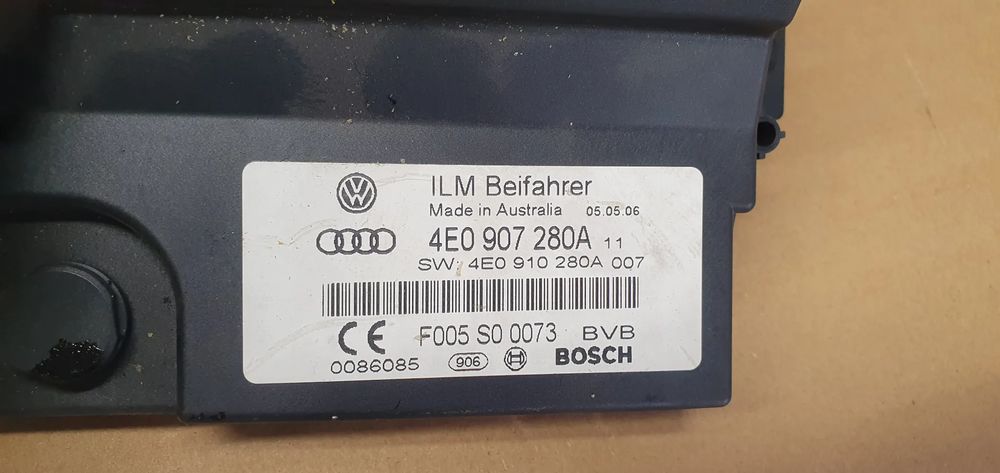 ILM Beifahrer
Made in Australia 05.05.06
4E0 907 280A 11
SW: 4E0 910 280A 007
F005 S0 0073 BVB
0086085 906 BOSCH